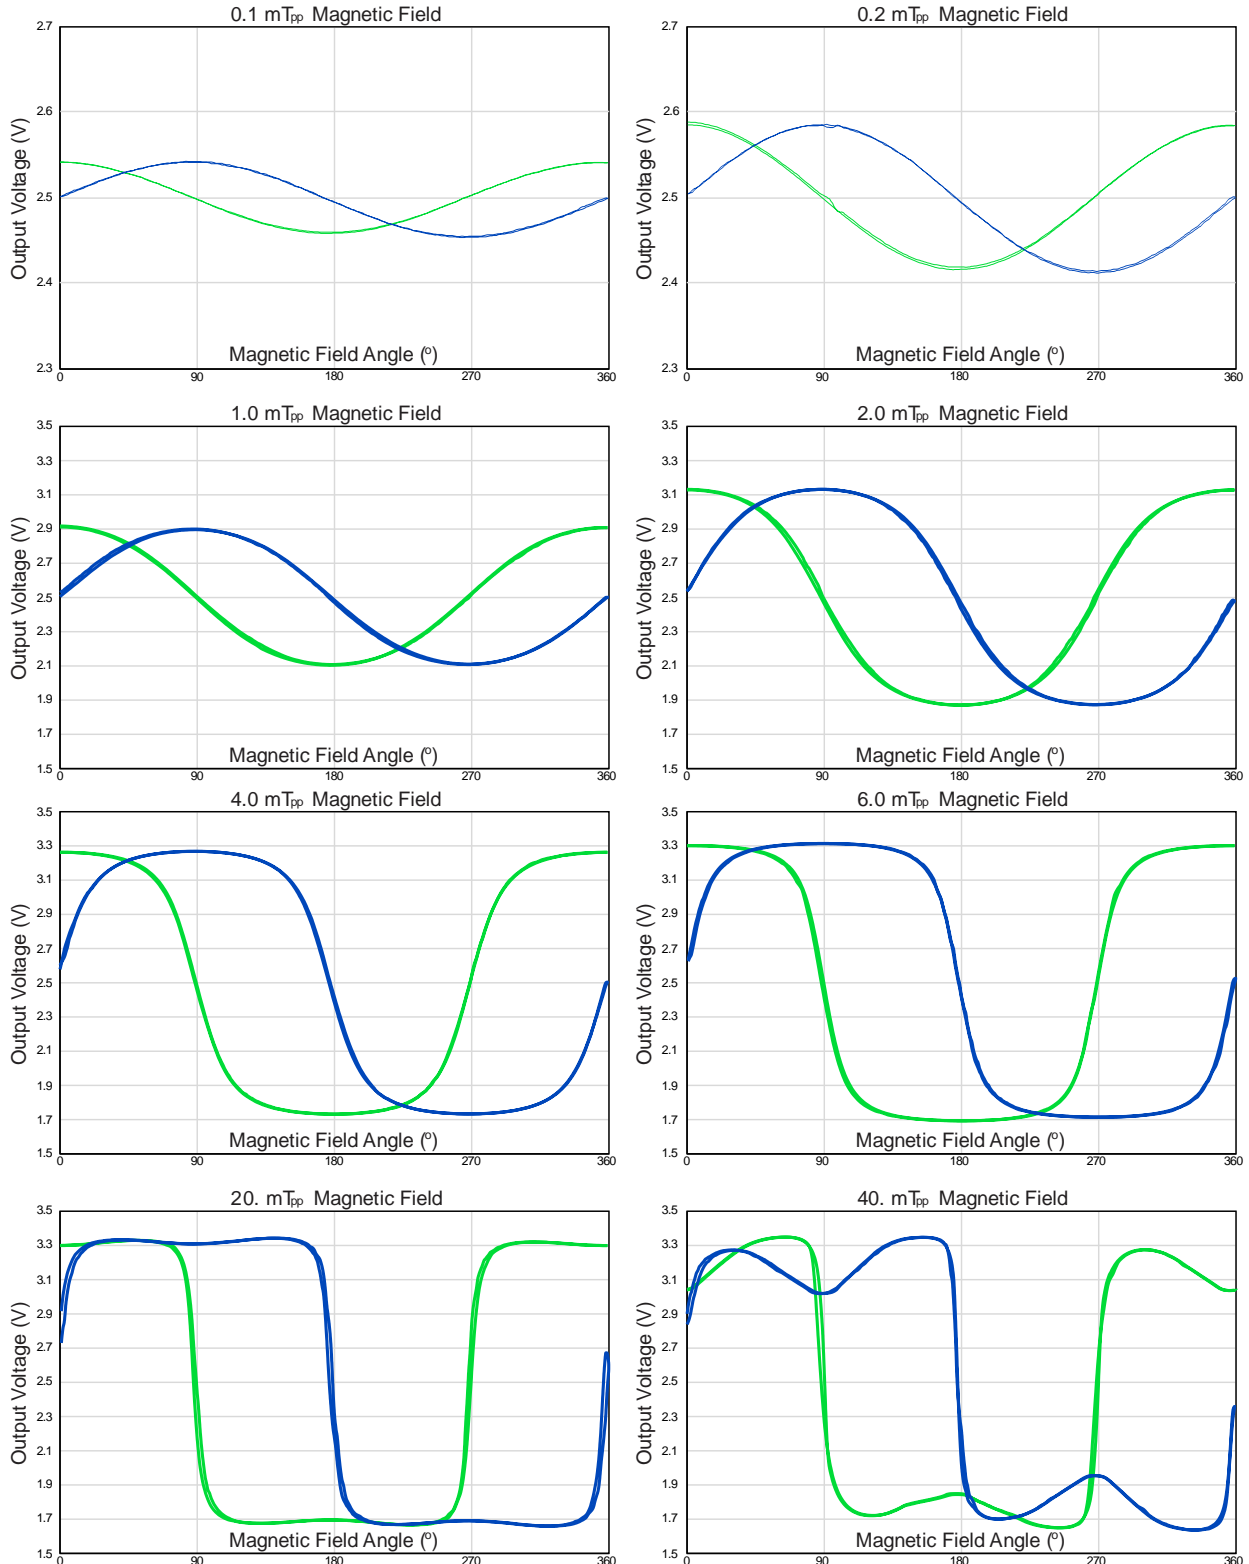 0.1 mTpp Magnetic Field
2.7
2.6
2.5
2.4
2.3
Output Voltage (V)
Magnetic Field Angle (º)
0 90 180 270 360
0.2 mTpp Magnetic Field
2.7
2.6
2.5
2.4
2.3
Output Voltage (V)
Magnetic Field Angle (º)
0 90 180 270 360
1.0 mTpp Magnetic Field
3.5
3.3
3.1
2.9
2.7
2.5
2.3
2.1
1.9
1.7
1.5
Output Voltage (V)
Magnetic Field Angle (º)
0 90 180 270 360
2.0 mTpp Magnetic Field
3.5
3.3
3.1
2.9
2.7
2.5
2.3
2.1
1.9
1.7
1.5
Output Voltage (V)
Magnetic Field Angle (º)
0 90 180 270 360
4.0 mTpp Magnetic Field
3.5
3.3
3.1
2.9
2.7
2.5
2.3
2.1
1.9
1.7
1.5
Output Voltage (V)
Magnetic Field Angle (º)
0 90 180 270 360
6.0 mTpp Magnetic Field
3.5
3.3
3.1
2.9
2.7
2.5
2.3
2.1
1.9
1.7
1.5
Output Voltage (V)
Magnetic Field Angle (º)
0 90 180 270 360
20. mTpp Magnetic Field
3.5
3.3
3.1
2.9
2.7
2.5
2.3
2.1
1.9
1.7
1.5
Output Voltage (V)
Magnetic Field Angle (º)
0 90 180 270 360
40. mTpp Magnetic Field
3.5
3.3
3.1
2.9
2.7
2.5
2.3
2.1
1.9
1.7
1.5
Output Voltage (V)
Magnetic Field Angle (º)
0 90 180 270 360